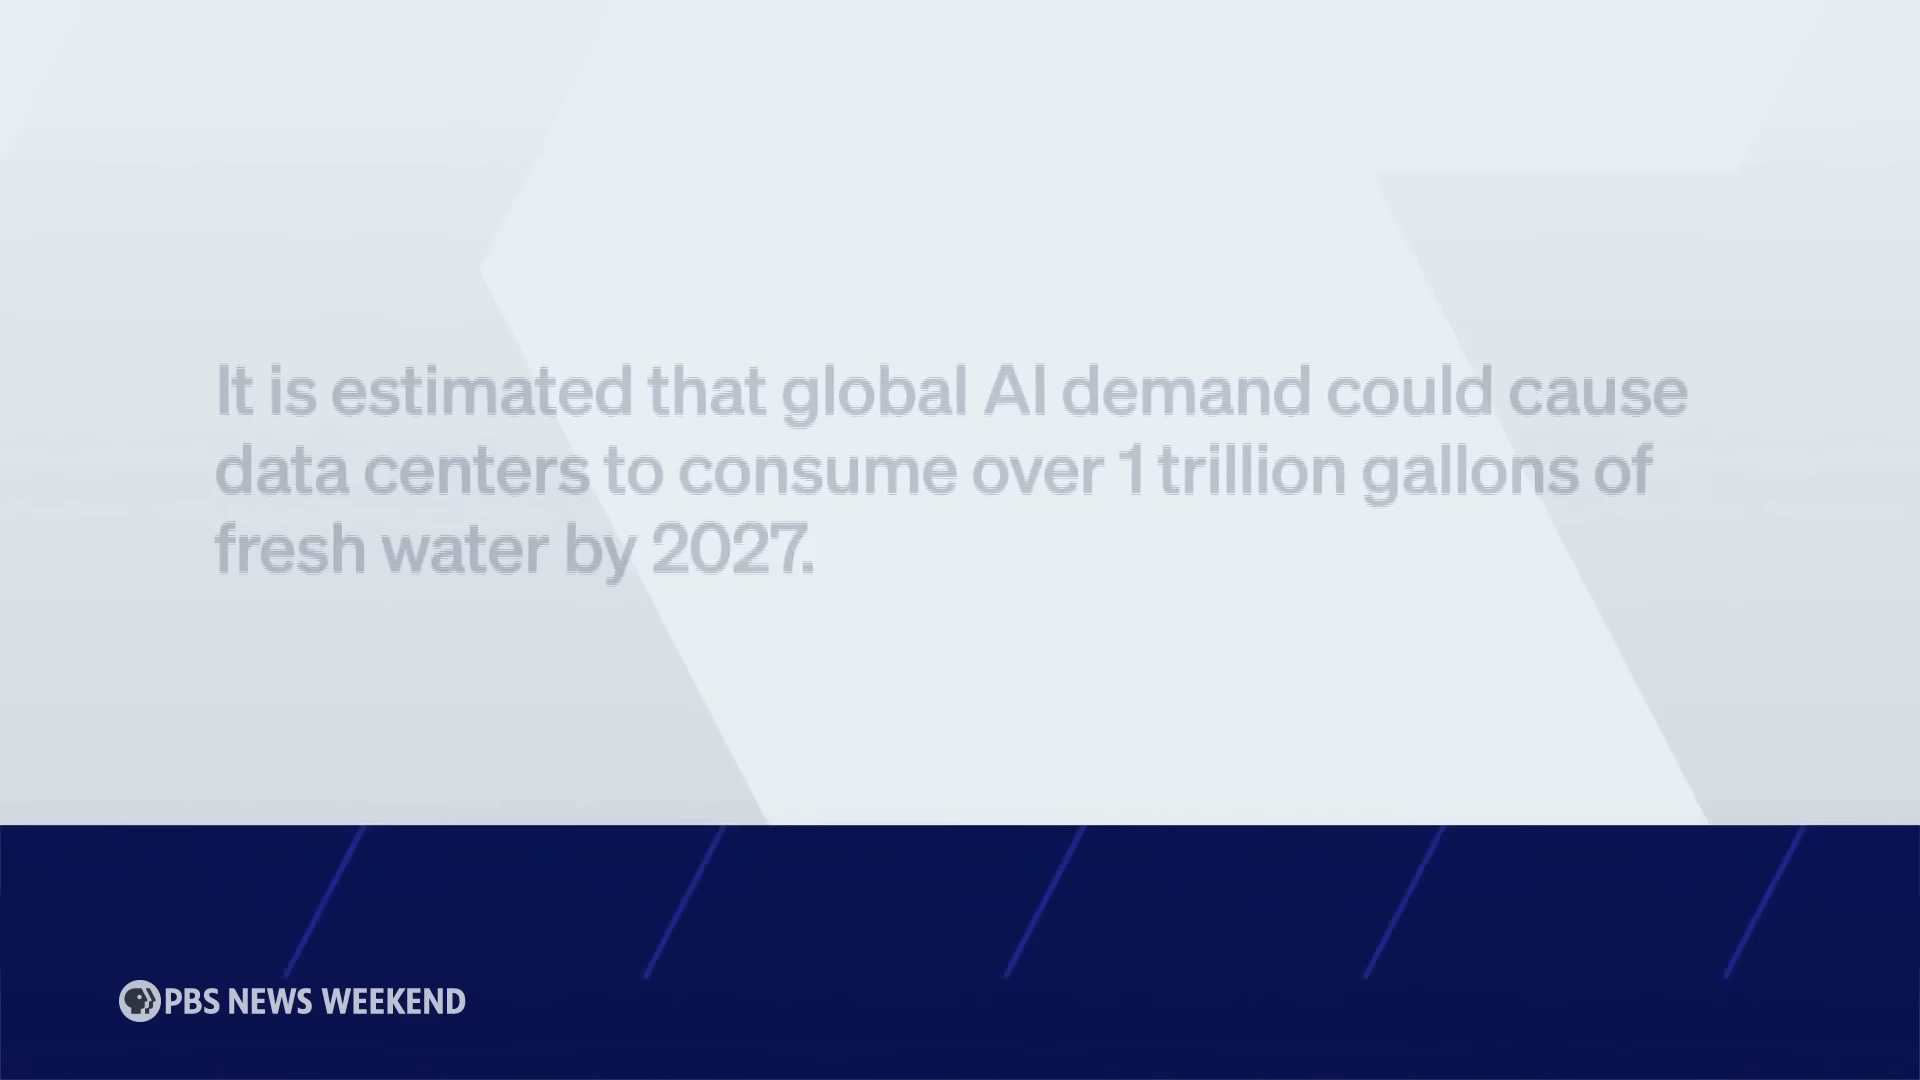 It is estimated that global AI demand could cause
data centers to consume over 1 trillion gallons of
fresh water by 2027.
PBS NEWS WEEKEND